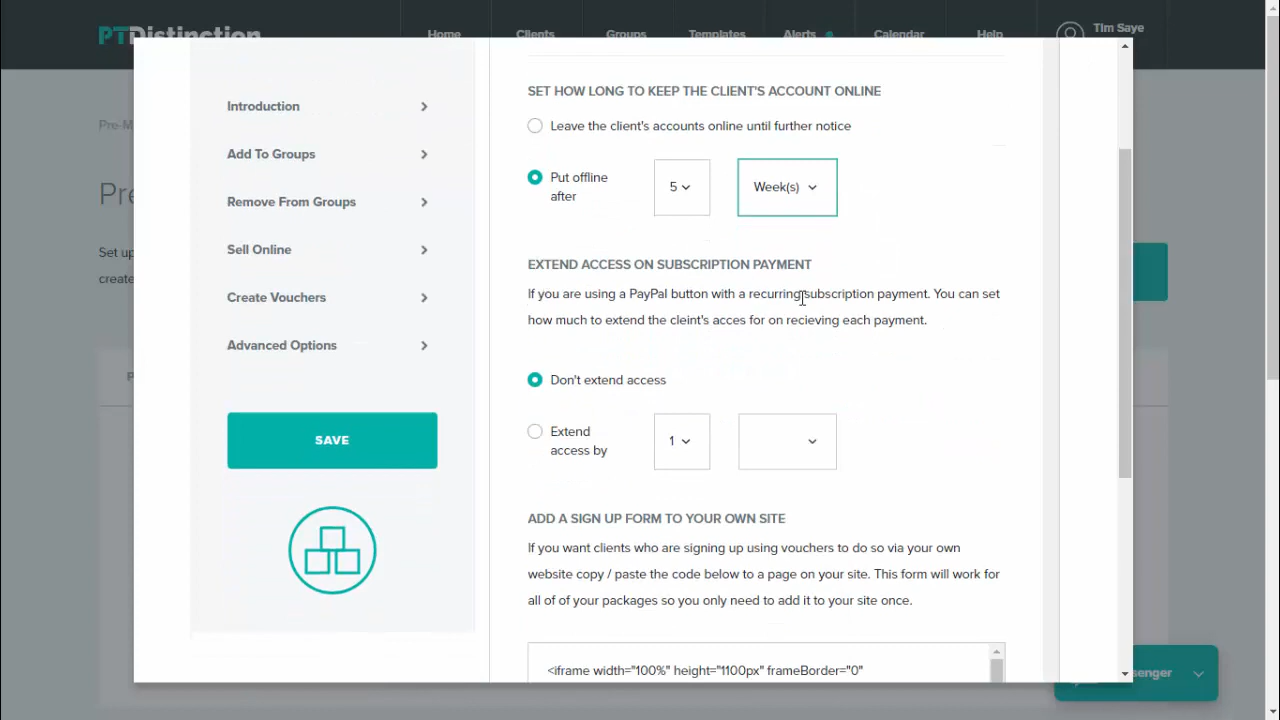 PTDistinction
Home
Clients
Groups
Templates
Alerts
Calendar
Help
Tim Saye
Pre-M
Pre
Set up
create
P
Introduction
Add To Groups
Remove From Groups
Sell Online
Create Vouchers
Advanced Options
SAVE
SET HOW LONG TO KEEP THE CLIENT'S ACCOUNT ONLINE
Leave the client's accounts online until further notice
Put offline
after
5
Week(s)
EXTEND ACCESS ON SUBSCRIPTION PAYMENT
If you are using a PayPal button with a recurring subscription payment. You can set
how much to extend the cleint's acces for on recieving each payment.
Don't extend access
Extend
access by
1
ADD A SIGN UP FORM TO YOUR OWN SITE
If you want clients who are signing up using vouchers to do so via your own
website copy / paste the code below to a page on your site. This form will work for
all of of your packages so you only need to add it to your site once.
<iframe width="100%" height="1100px" frameBorder="0"
senger